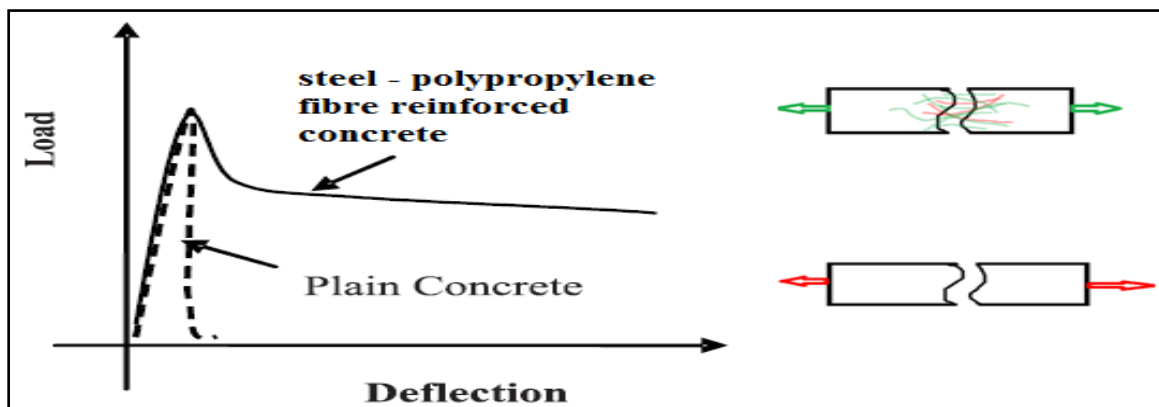 Load
steel - polypropylene
fibre reinforced
concrete
Plain Concrete
Deflection